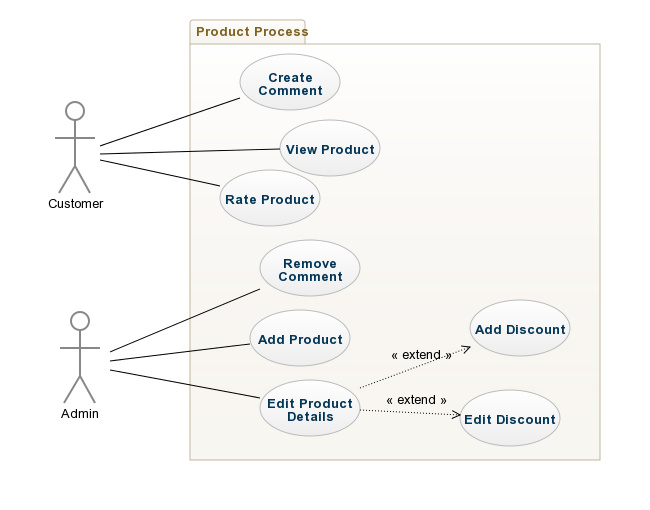 Product Process
Create
Comment
View Product
Rate Product
Customer
Remove
Comment
Add Product
Add Discount
« extend »
Edit Product
Details
« extend »
Edit Discount
Admin